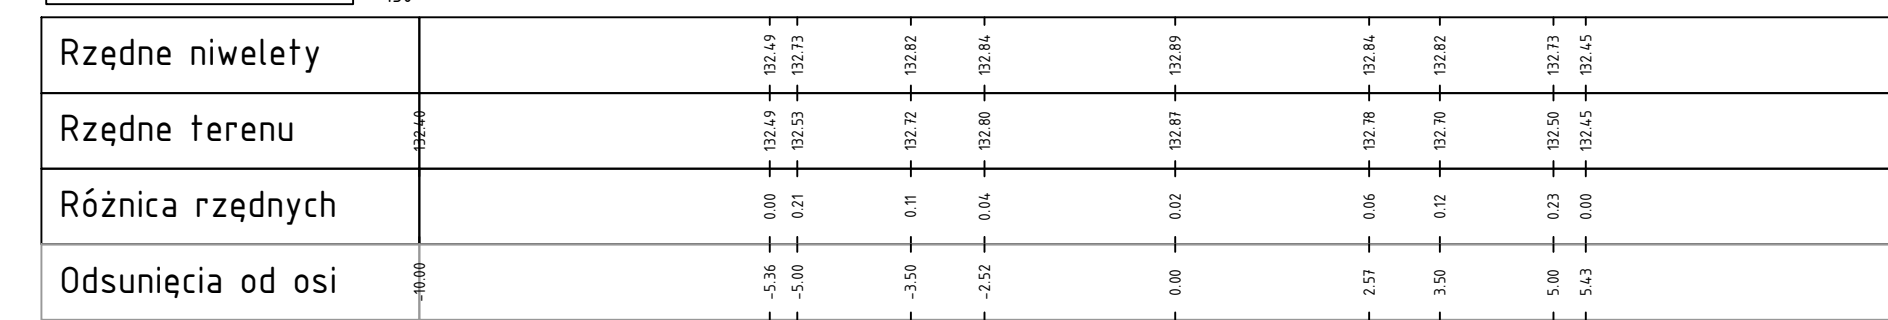 Rzędne niwelety 132.49 132.73 132.82 132.84 132.89 132.84 132.82 132.73 132.45
Rzędne terenu 132.40 132.49 132.53 132.72 132.80 132.87 132.78 132.70 132.50 132.45
Różnica rzędnych 0.00 0.21 0.11 0.04 0.02 0.06 0.12 0.23 0.00
Odsunięcia od osi -10.00 -5.36 -5.00 -3.50 -2.52 0.00 2.57 3.50 5.00 5.43